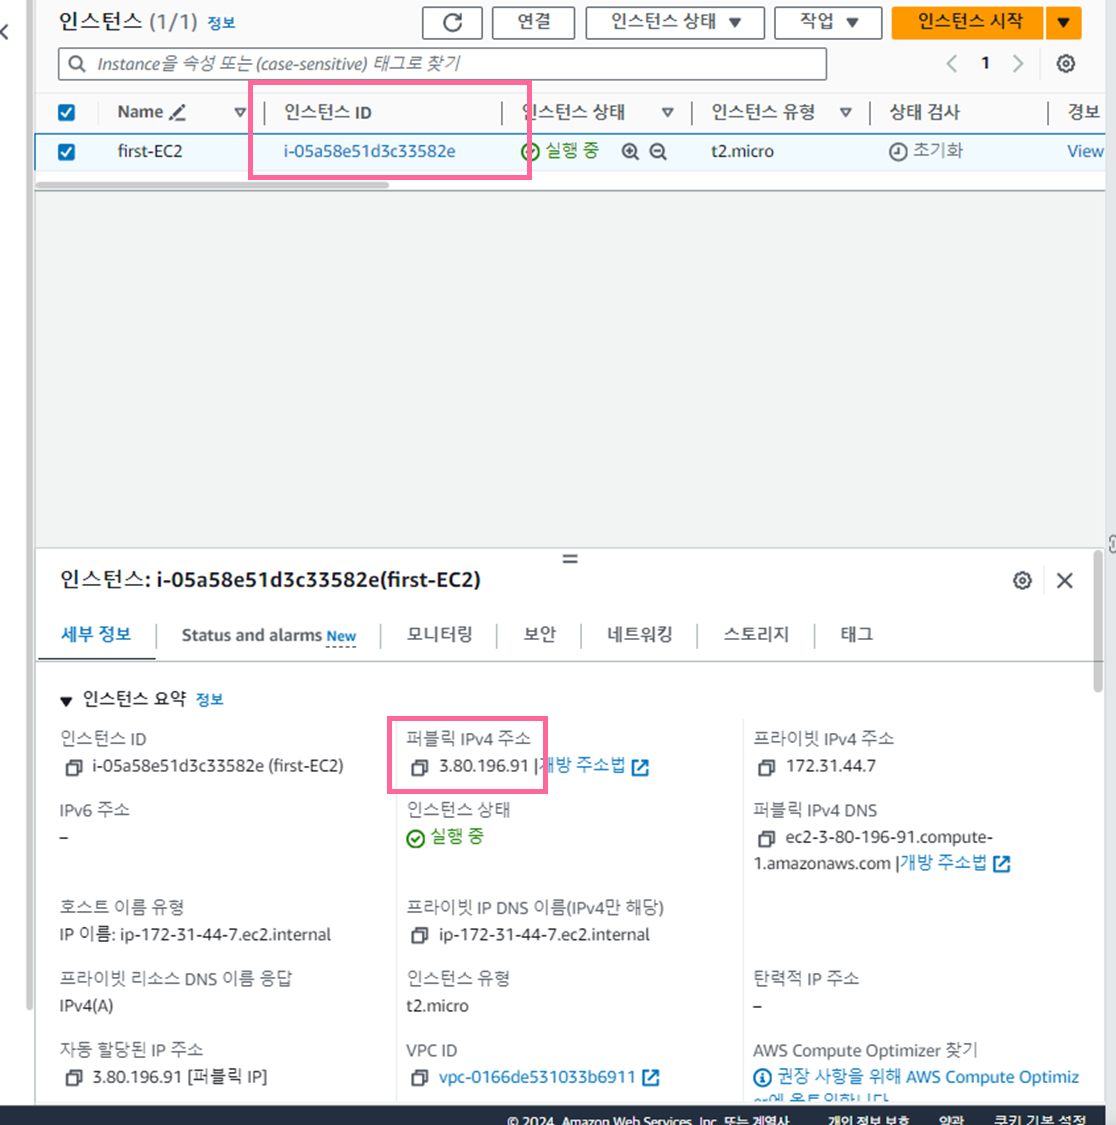 인스턴스 (1/1) 정보
연결
인스턴스 상태
작업
인스턴스 시작
Instance을 속성 또는 (case-sensitive) 태그로 찾기
1
Name
인스턴스 ID
인스턴스 상태
인스턴스 유형
상태 검사
경보
first-EC2
i-05a58e51d3c33582e
실행 중
t2.micro
초기화
View
인스턴스: i-05a58e51d3c33582e(first-EC2)
세부 정보
Status and alarms New
모니터링
보안
네트워킹
스토리지
태그
인스턴스 요약 정보
인스턴스 ID
i-05a58e51d3c33582e (first-EC2)
퍼블릭 IPv4 주소
3.80.196.91 |개방 주소법
프라이빗 IPv4 주소
172.31.44.7
IPv6 주소
–
인스턴스 상태
실행 중
퍼블릭 IPv4 DNS
ec2-3-80-196-91.compute-
1.amazonaws.com |개방 주소법
호스트 이름 유형
IP 이름: ip-172-31-44-7.ec2.internal
프라이빗 IP DNS 이름(IPv4만 해당)
ip-172-31-44-7.ec2.internal
프라이빗 리소스 DNS 이름 응답
IPv4(A)
인스턴스 유형
t2.micro
탄력적 IP 주소
–
자동 할당된 IP 주소
3.80.196.91 [퍼블릭 IP]
VPC ID
vpc-0166de531033b6911
AWS Compute Optimizer 찾기
권장 사항을 위해 AWS Compute Optimiz
© 2024, Amazon Web Services, Inc. 또는 계열사
개인 정보 보호
약관
쿠키 기본 설정